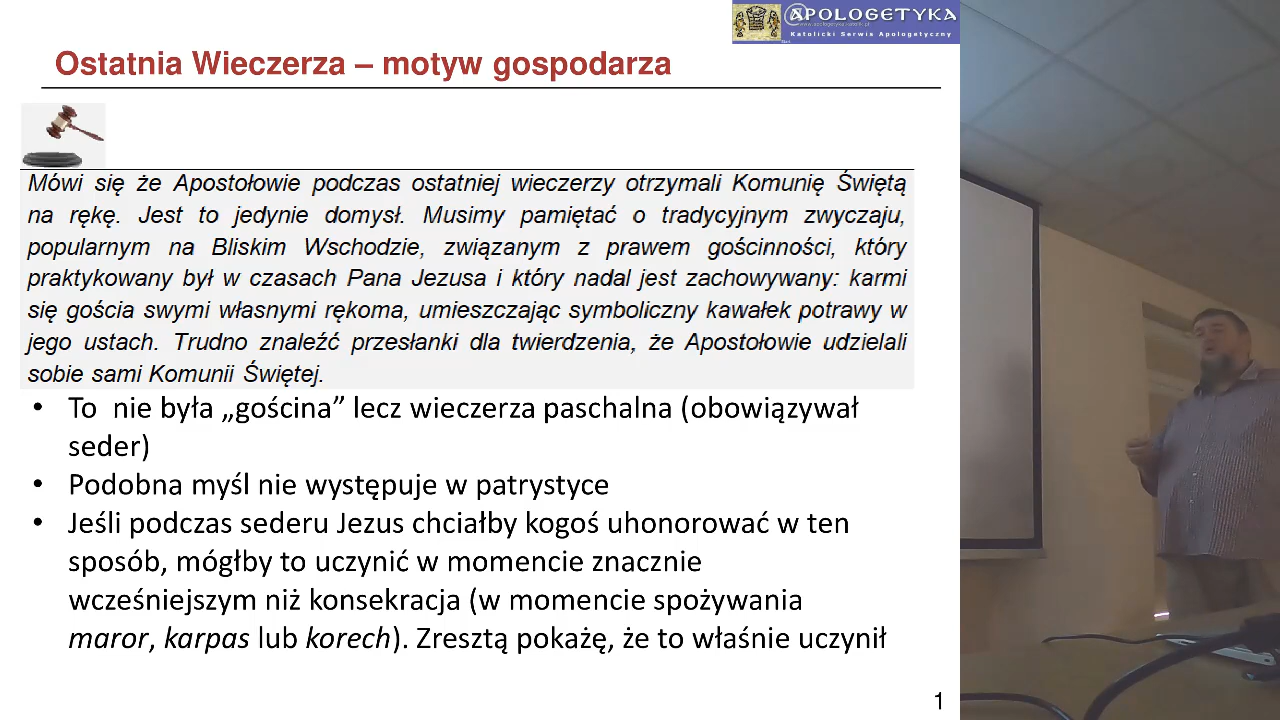 @POLOGETYKA
www.apologetyka.katolik.pl
Katolicki Serwis Apologetyczny
Ostatnia Wieczerza – motyw gospodarza
Mówi się że Apostołowie podczas ostatniej wieczerzy otrzymali Komunię Świętą
na rękę. Jest to jedynie domysł. Musimy pamiętać o tradycyjnym zwyczaju,
popularnym na Bliskim Wschodzie, związanym z prawem gościnności, który
praktykowany był w czasach Pana Jezusa i który nadal jest zachowywany: karmi
się gościa swymi własnymi rękoma, umieszczając symboliczny kawałek potrawy w
jego ustach. Trudno znaleźć przesłanki dla twierdzenia, że Apostołowie udzielali
sobie sami Komunii Świętej.
• To nie była „gościna” lecz wieczerza paschalna (obowiązywał
seder)
• Podobna myśl nie występuje w patrystyce
• Jeśli podczas sederu Jezus chciałby kogoś uhonorować w ten
sposób, mógłby to uczynić w momencie znacznie
wcześniejszym niż konsekracja (w momencie spożywania
maror, karpas lub korech). Zresztą pokażę, że to właśnie uczynił
1